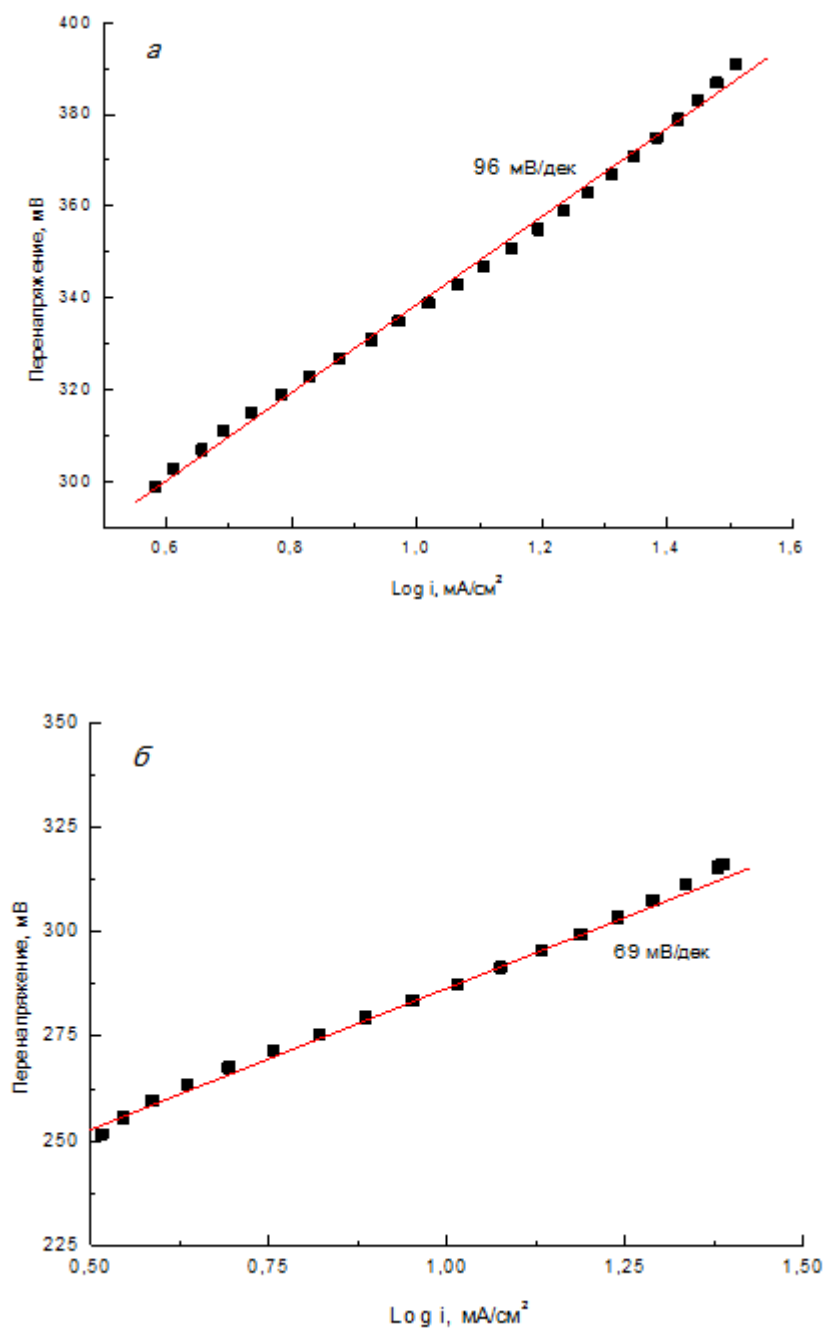 а
400
380
360
340
320
300
Перенапряжение, мВ
96 мВ/дек
0,6 0,8 1,0 1,2 1,4 1,6
Log i, мА/см²
б
350
325
300
275
250
225
Перенапряжение, мВ
69 мВ/дек
0,50 0,75 1,00 1,25 1,50
Log i, мА/см²